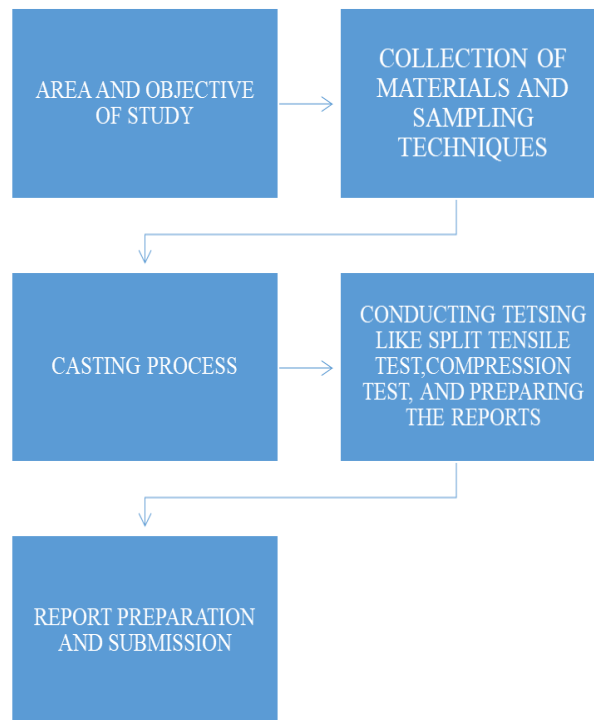 AREA AND OBJECTIVE
OF STUDY
COLLECTION OF
MATERIALS AND
SAMPLING
TECHNIQUES
CASTING PROCESS
CONDUCTING TETSING
LIKE SPLIT TENSILE
TEST,COMPRESSION
TEST, AND PREPARING
THE REPORTS
REPORT PREPARATION
AND SUBMISSION